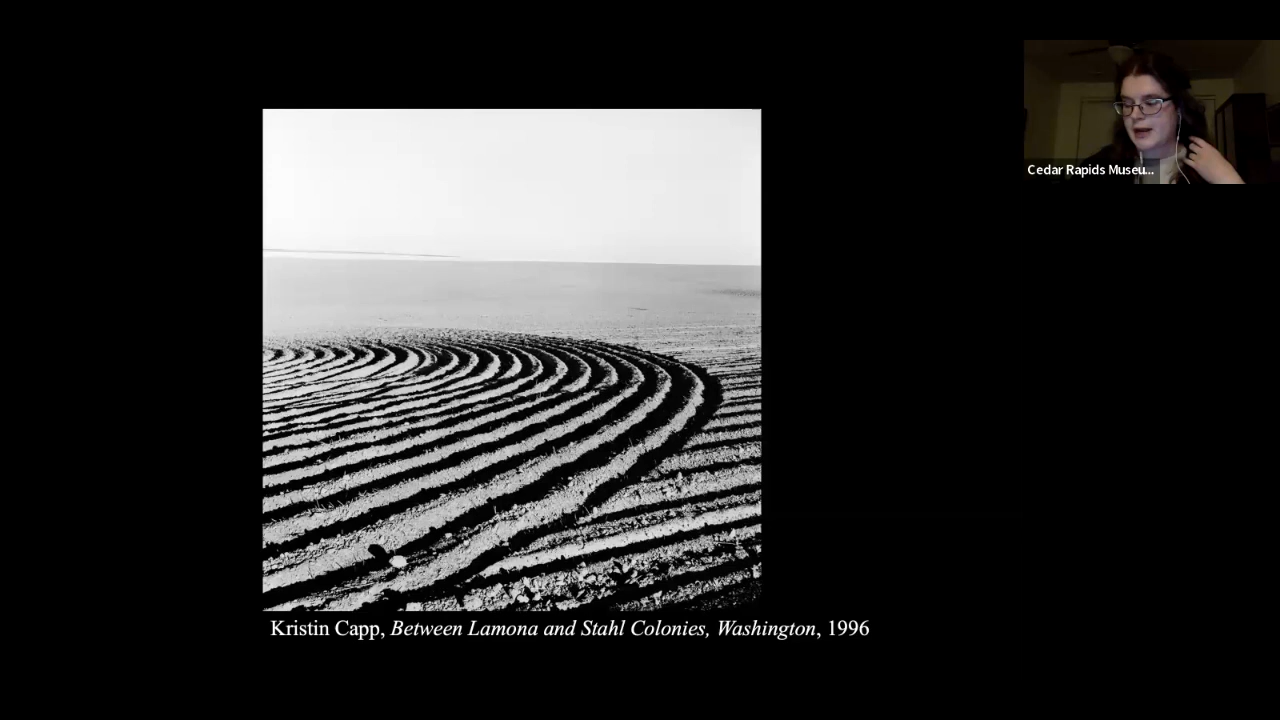 Cedar Rapids Museu...
Kristin Capp, Between Lamona and Stahl Colonies, Washington, 1996